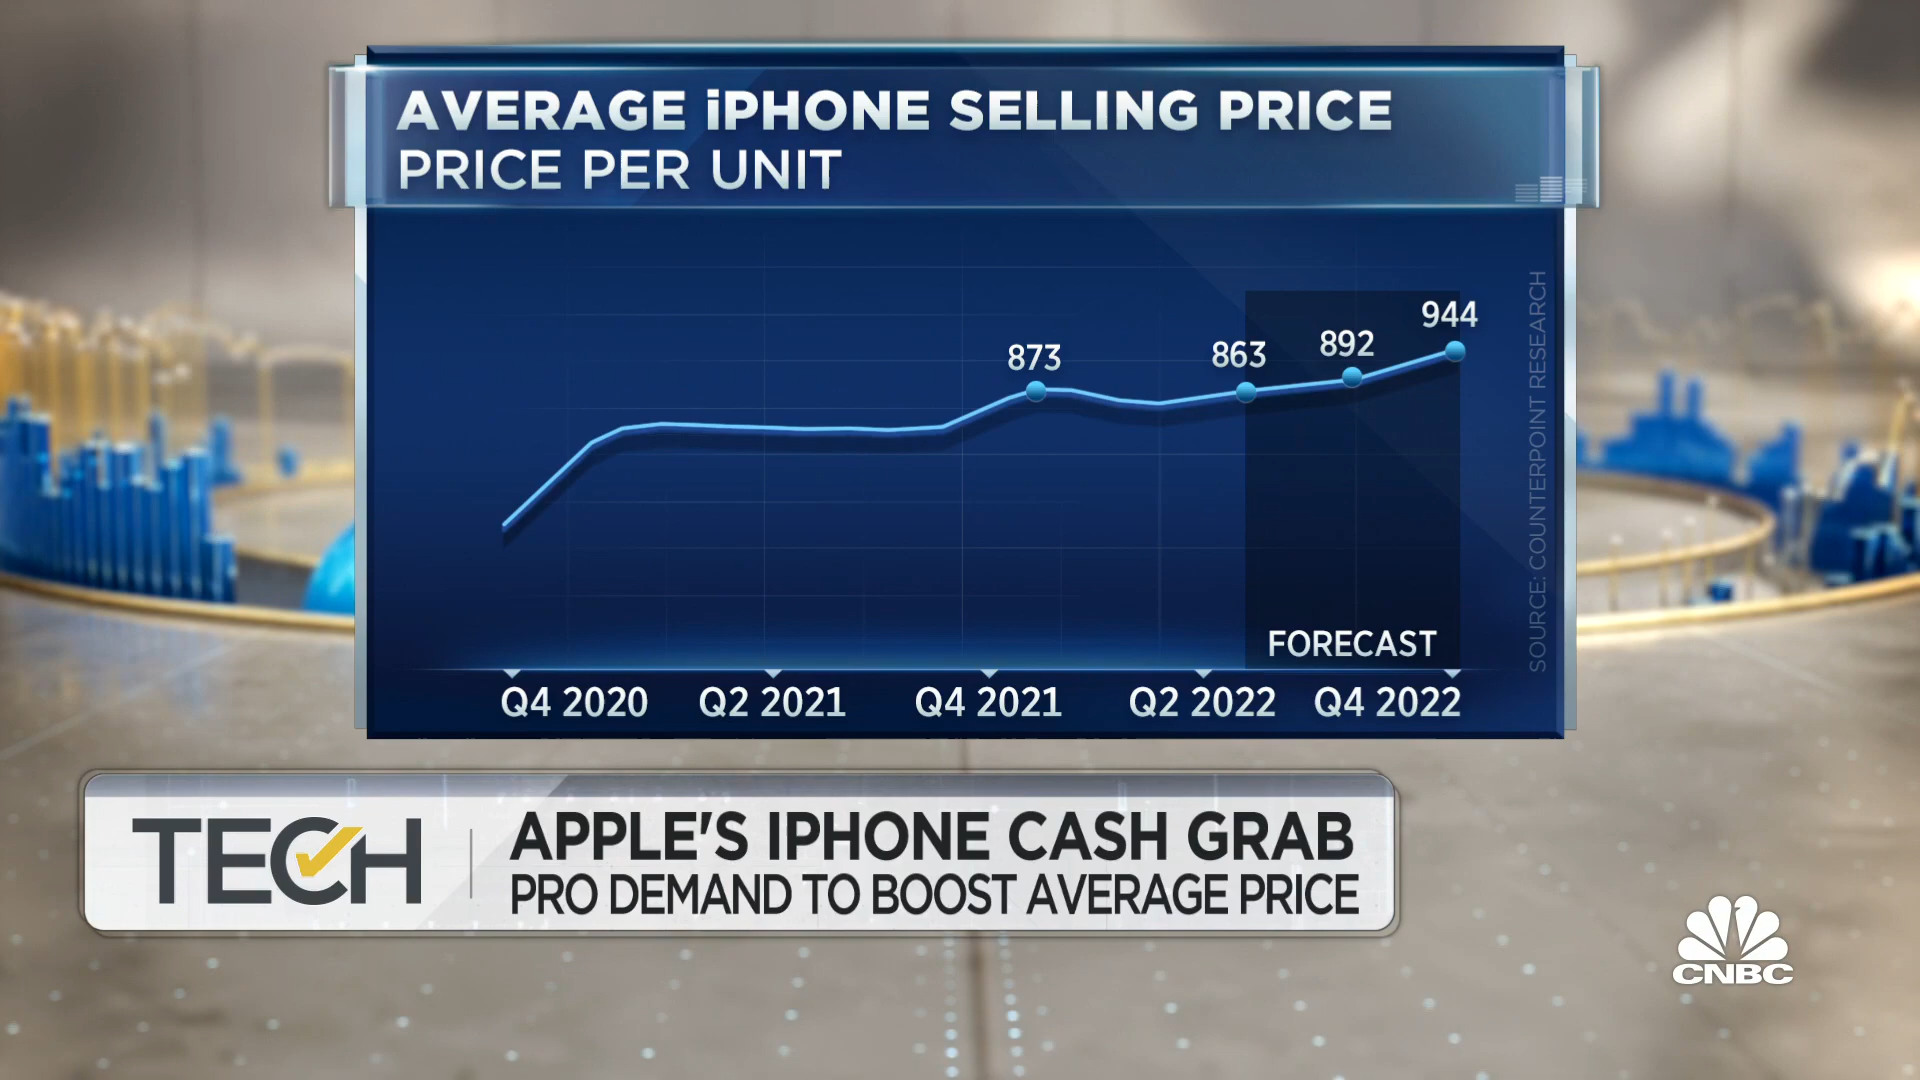 AVERAGE iPHONE SELLING PRICE
PRICE PER UNIT
873
863
892
944
FORECAST
Q4 2020
Q2 2021
Q4 2021
Q2 2022
Q4 2022
SOURCE: COUNTERPOINT RESEARCH
TECH
APPLE'S IPHONE CASH GRAB
PRO DEMAND TO BOOST AVERAGE PRICE
CNBC